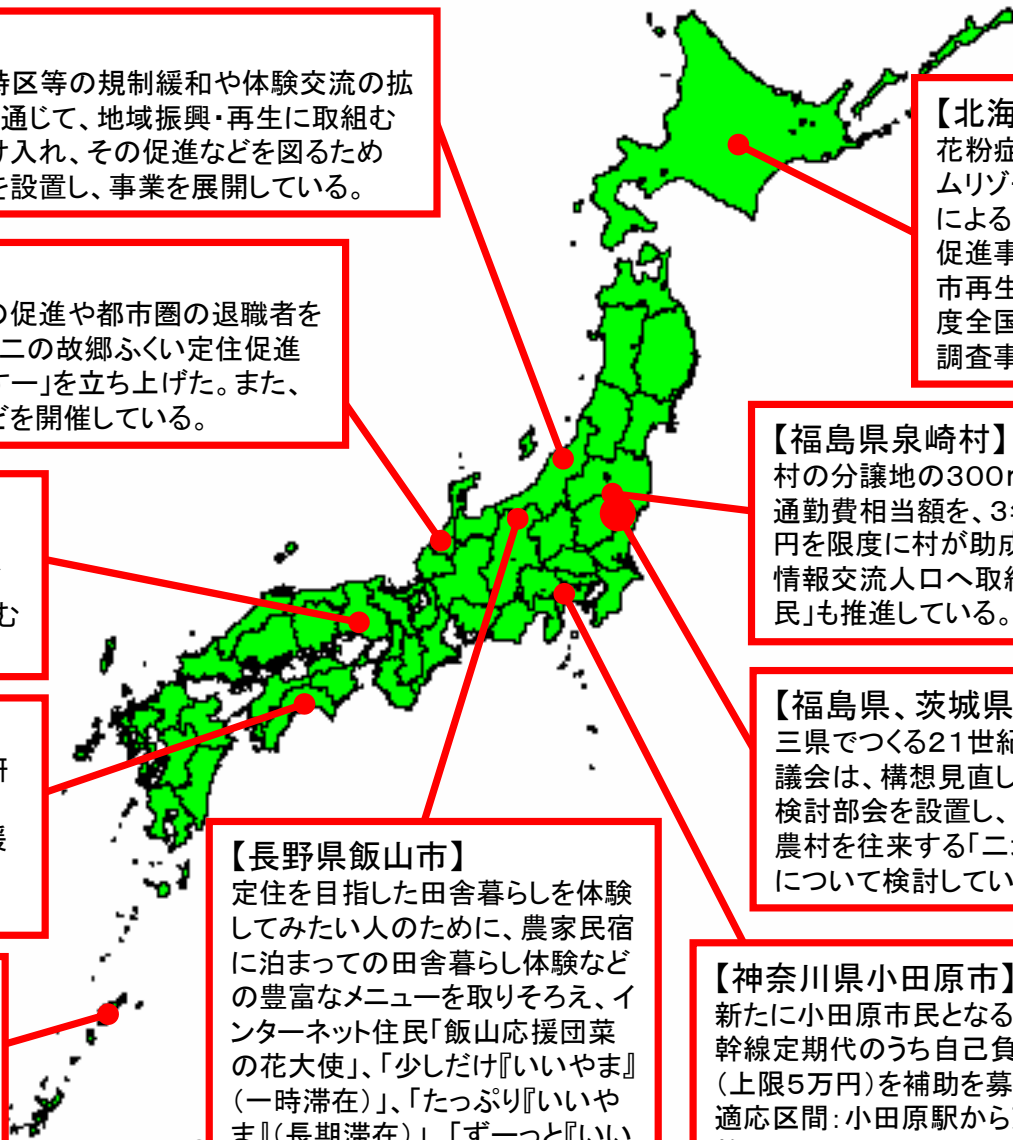 特区等の規制緩和や体験交流の拡
通じて、地域振興・再生に取組む
け入れ、その促進などを図るため
を設置し、事業を展開している。
の促進や都市圏の退職者を
二の故郷ふくい定住促進
すー」を立ち上げた。また、
どを開催している。
む
研
援
【北海
花粉症
ムリゾー
による
促進事
市再生
度全国
調査事
【福島県泉崎村】
村の分譲地の300㎡
通勤費相当額を、3年
円を限度に村が助成
情報交流人口へ取組
民」も推進している。
【福島県、茨城県
三県でつくる21世紀
議会は、構想見直し
検討部会を設置し、
農村を往来する「二
について検討してい
【長野県飯山市】
定住を目指した田舎暮らしを体験
してみたい人のために、農家民宿
に泊まっての田舎暮らし体験など
の豊富なメニューを取りそろえ、イ
ンターネット住民「飯山応援団菜
の花大使」、「少しだけ『いいやま』
（一時滞在）」、「たっぷり『いいや
ま』（長期滞在）」、「ずーっと『いい
【神奈川県小田原市】
新たに小田原市民となる
幹線定期代のうち自己負
（上限5万円）を補助を募
適応区間：小田原駅から